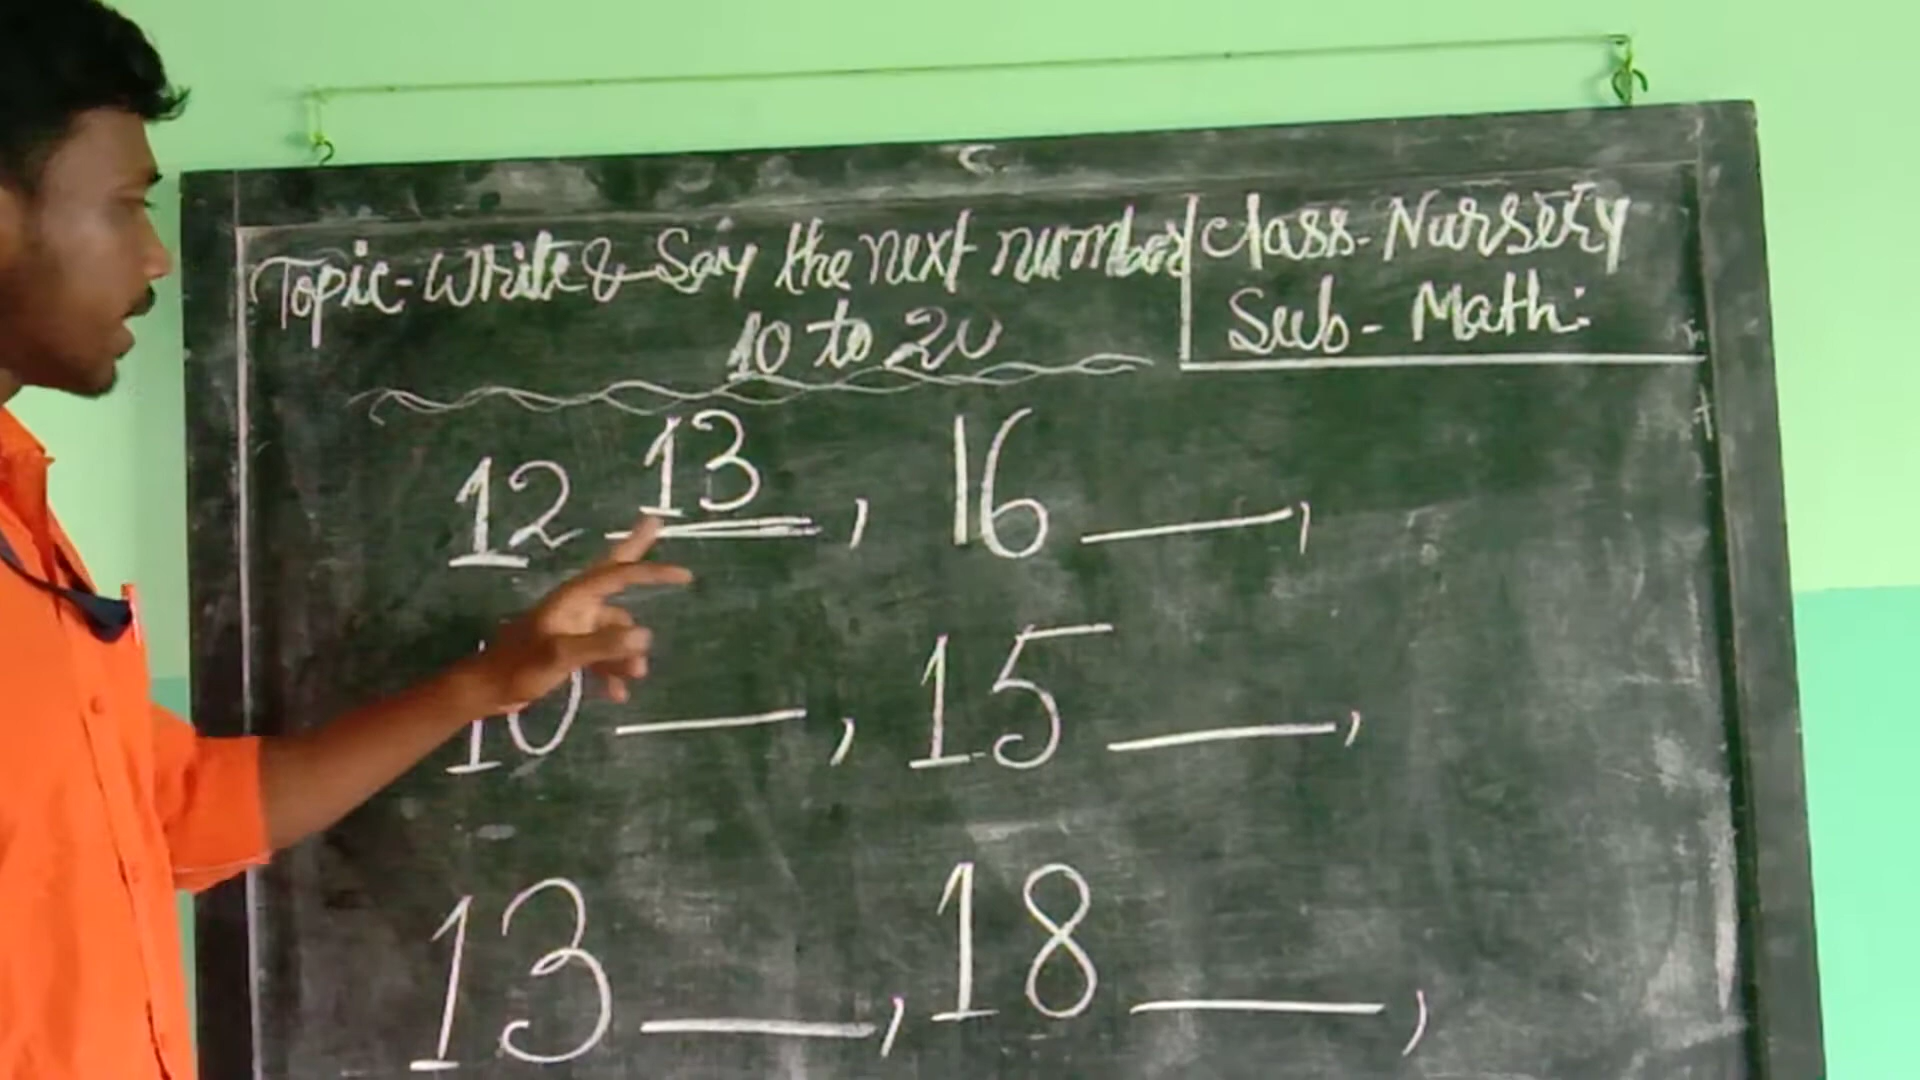 Topic-Write & Say the next number
10 to 20
Class-Nursery
Sub-Math:
12 13, 16 ___,
10 ___, 15 ___,
13 ___, 18 ___,